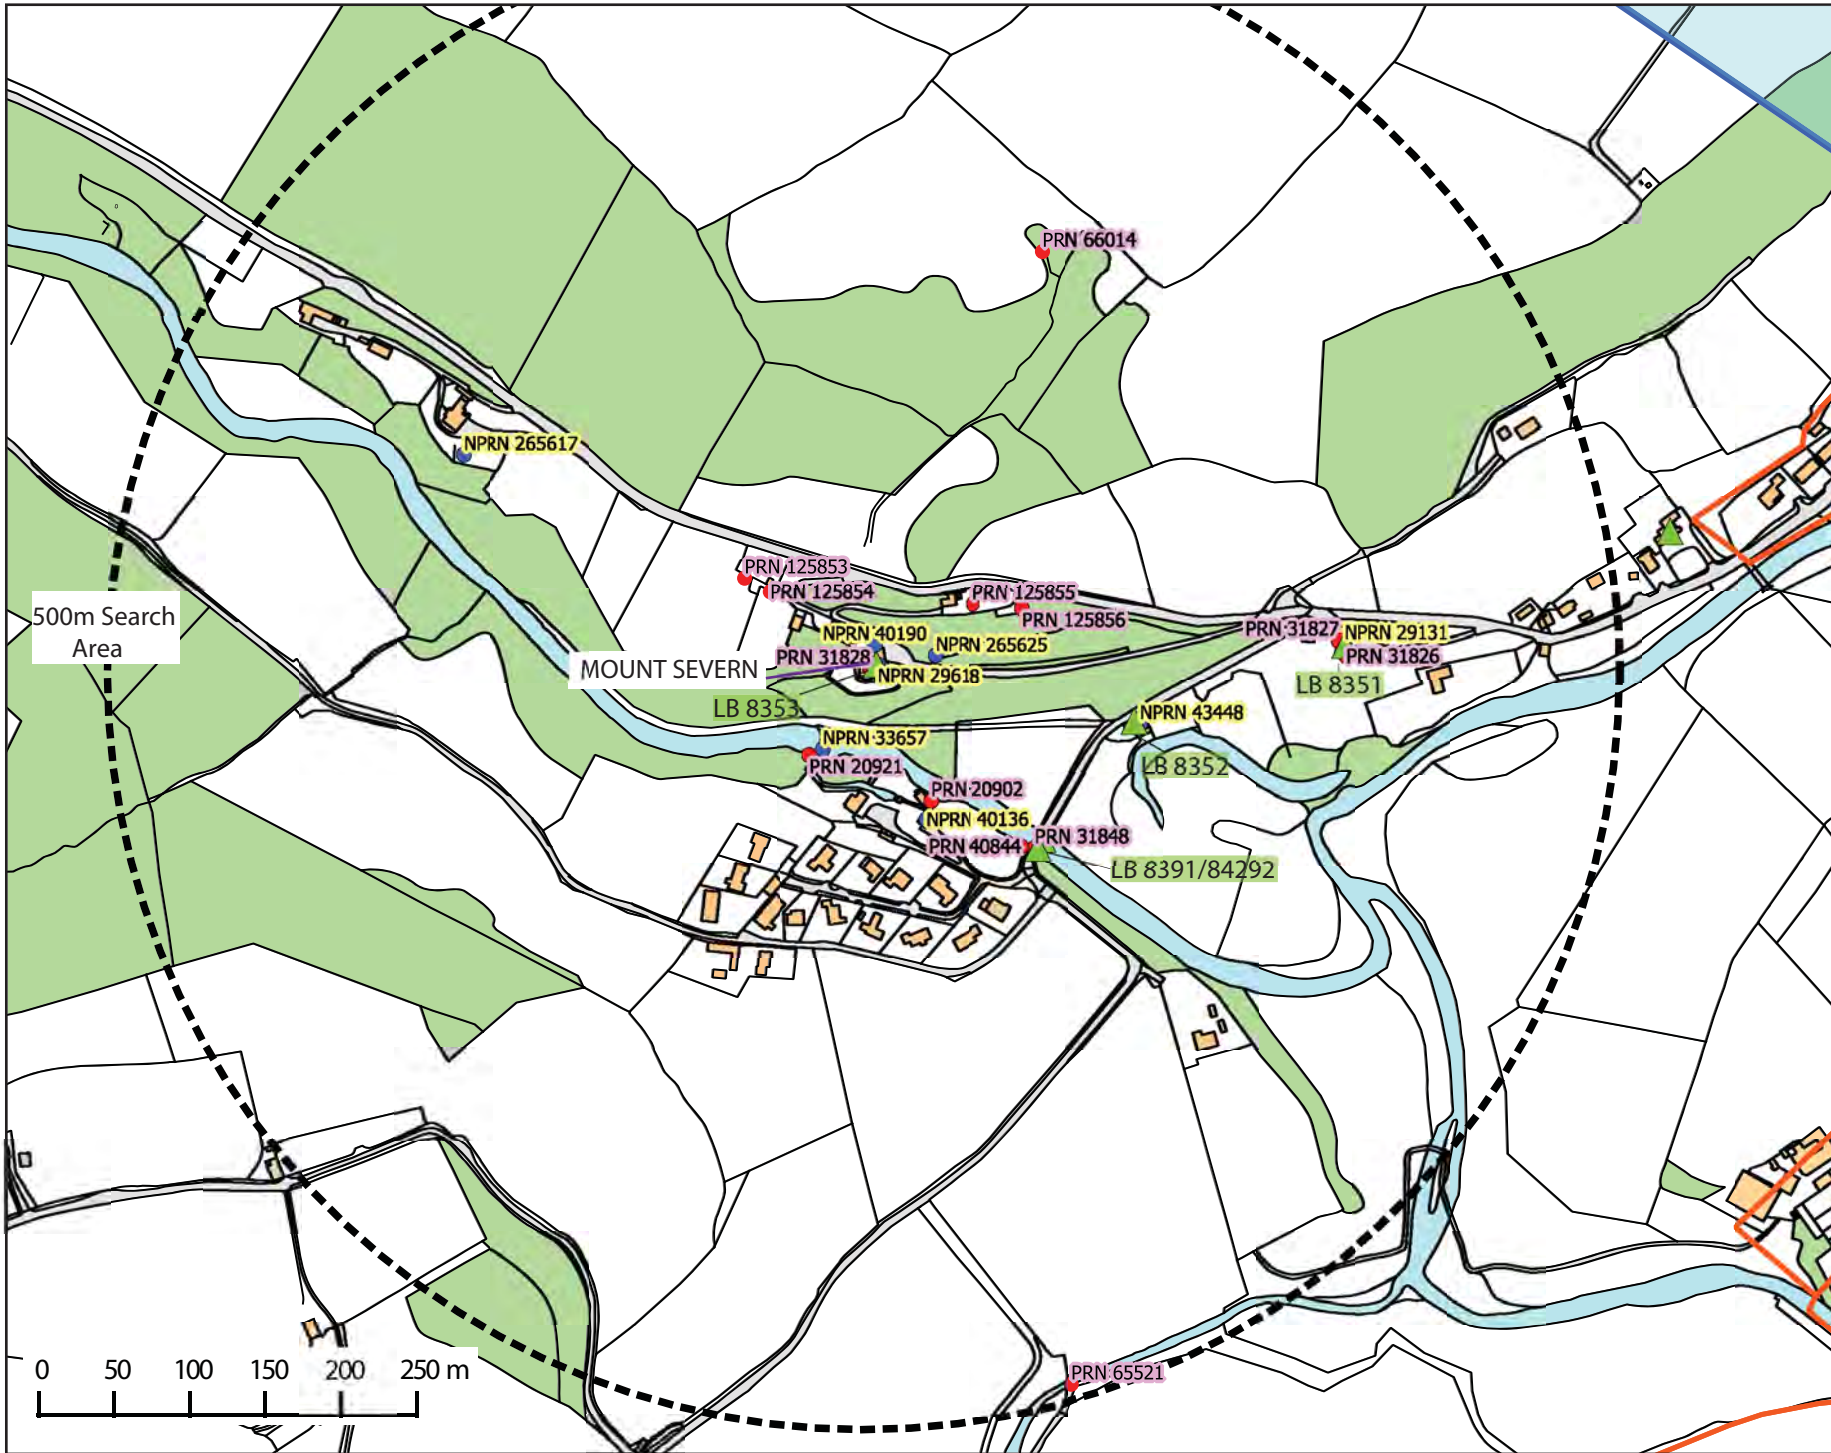 PRN 66014
NPRN 265617
PRN 125853
PRN 125854
PRN 125855
PRN 125856
500m Search
Area
NPRN 40190
NPRN 265625
PRN 31827
NPRN 29131
MOUNT SEVERN
PRN 31828
PRN 31826
NPRN 29618
LB 8351
LB 8353
NPRN 43448
NPRN 33657
PRN 20921
LB 8352
PRN 20902
NPRN 40136
PRN 31848
PRN 40844
LB 8391/84292
0 50 100 150 200 250 m
PRN 65521